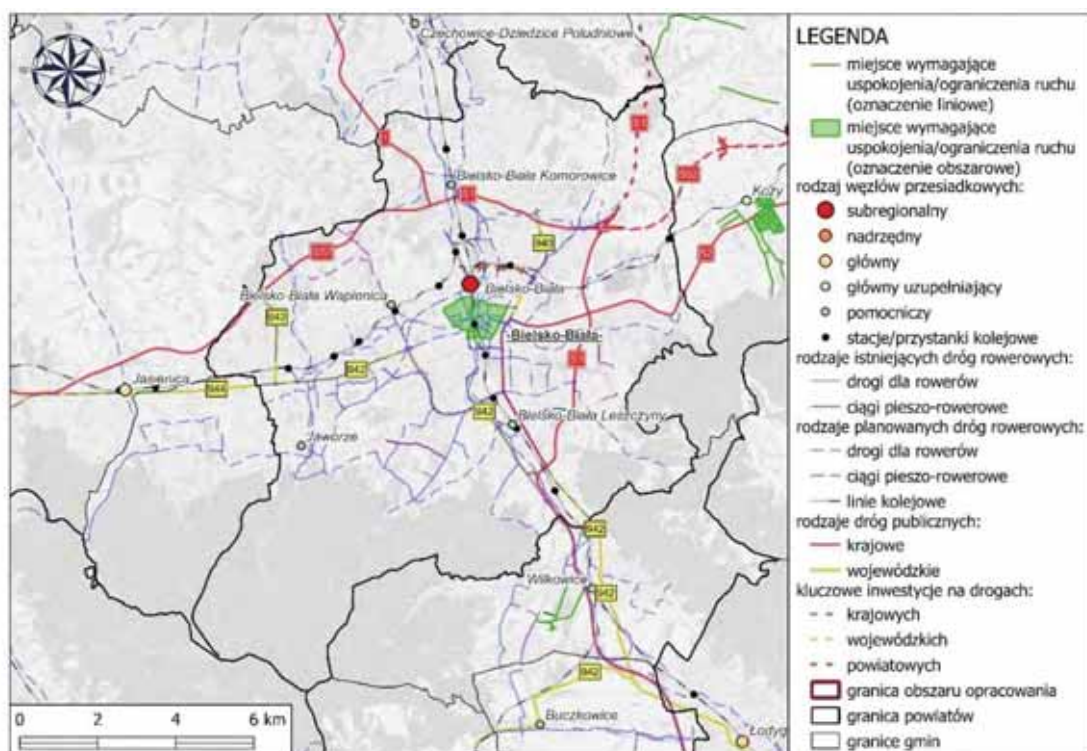 Czechowice-Dziedzice Południowe
Bielsko-Biała Komorowice
Kozy
940
Bielsko-Biała
Bielsko-Biała Wapienica
Bielsko-Biała
942
942
Jasienica
944
942
Bielsko-Biała Leszczyny
Jaworze
942
Wilkowice
942
942
Buczkowice
0 2 4 6 km
LEGENDA
miejsce wymagające
uspokojenia/ograniczenia ruchu
(oznaczenie liniowe)
miejsce wymagające
uspokojenia/ograniczenia ruchu
(oznaczenie obszarowe)
rodzaj węzłów przesiadkowych:
subregionalny
nadrzędny
główny
główny uzupełniający
pomocniczy
stacje/przystanki kolejowe
rodzaje istniejących dróg rowerowych:
drogi dla rowerów
ciągi pieszo-rowerowe
rodzaje planowanych dróg rowerowych:
drogi dla rowerów
ciągi pieszo-rowerowe
linie kolejowe
rodzaje dróg publicznych:
krajowe
wojewódzkie
kluczowe inwestycje na drogach:
krajowych
wojewódzkich
powiatowych
granica obszaru opracowania
granica powiatów
granice gmin